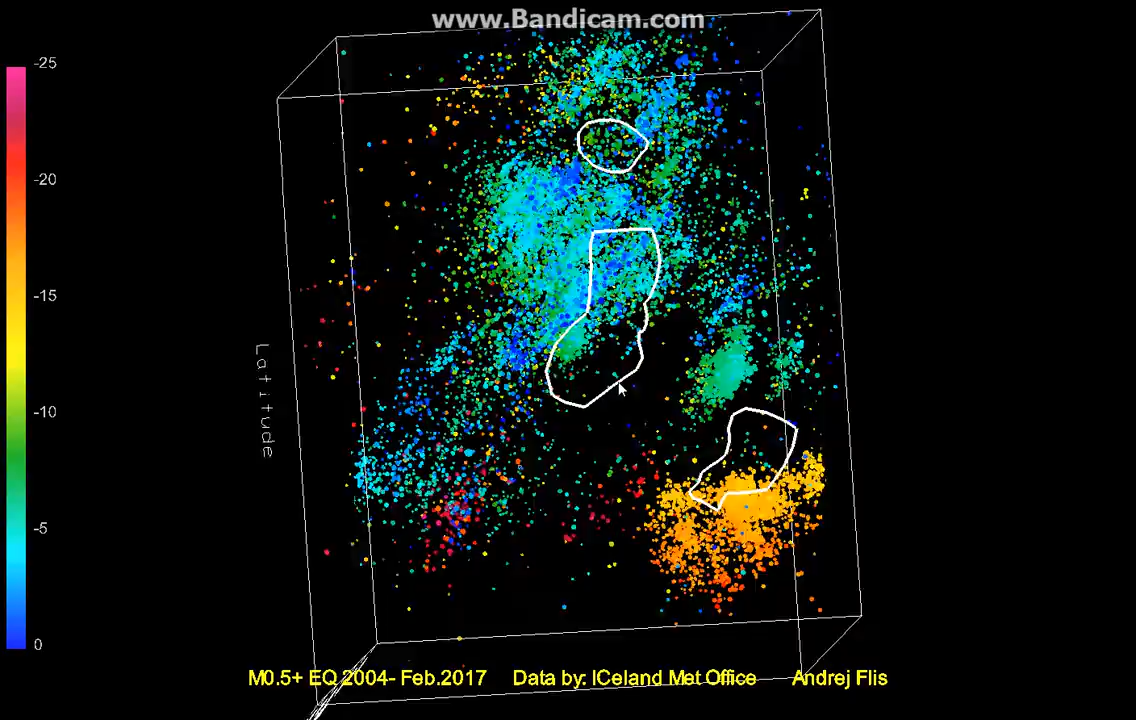 www.Bandicam.com
-25
-20
-15
-10
-5
0
Latitude
M0.5+ EQ 2004- Feb.2017 Data by: ICeland Met Office Andrej Flis